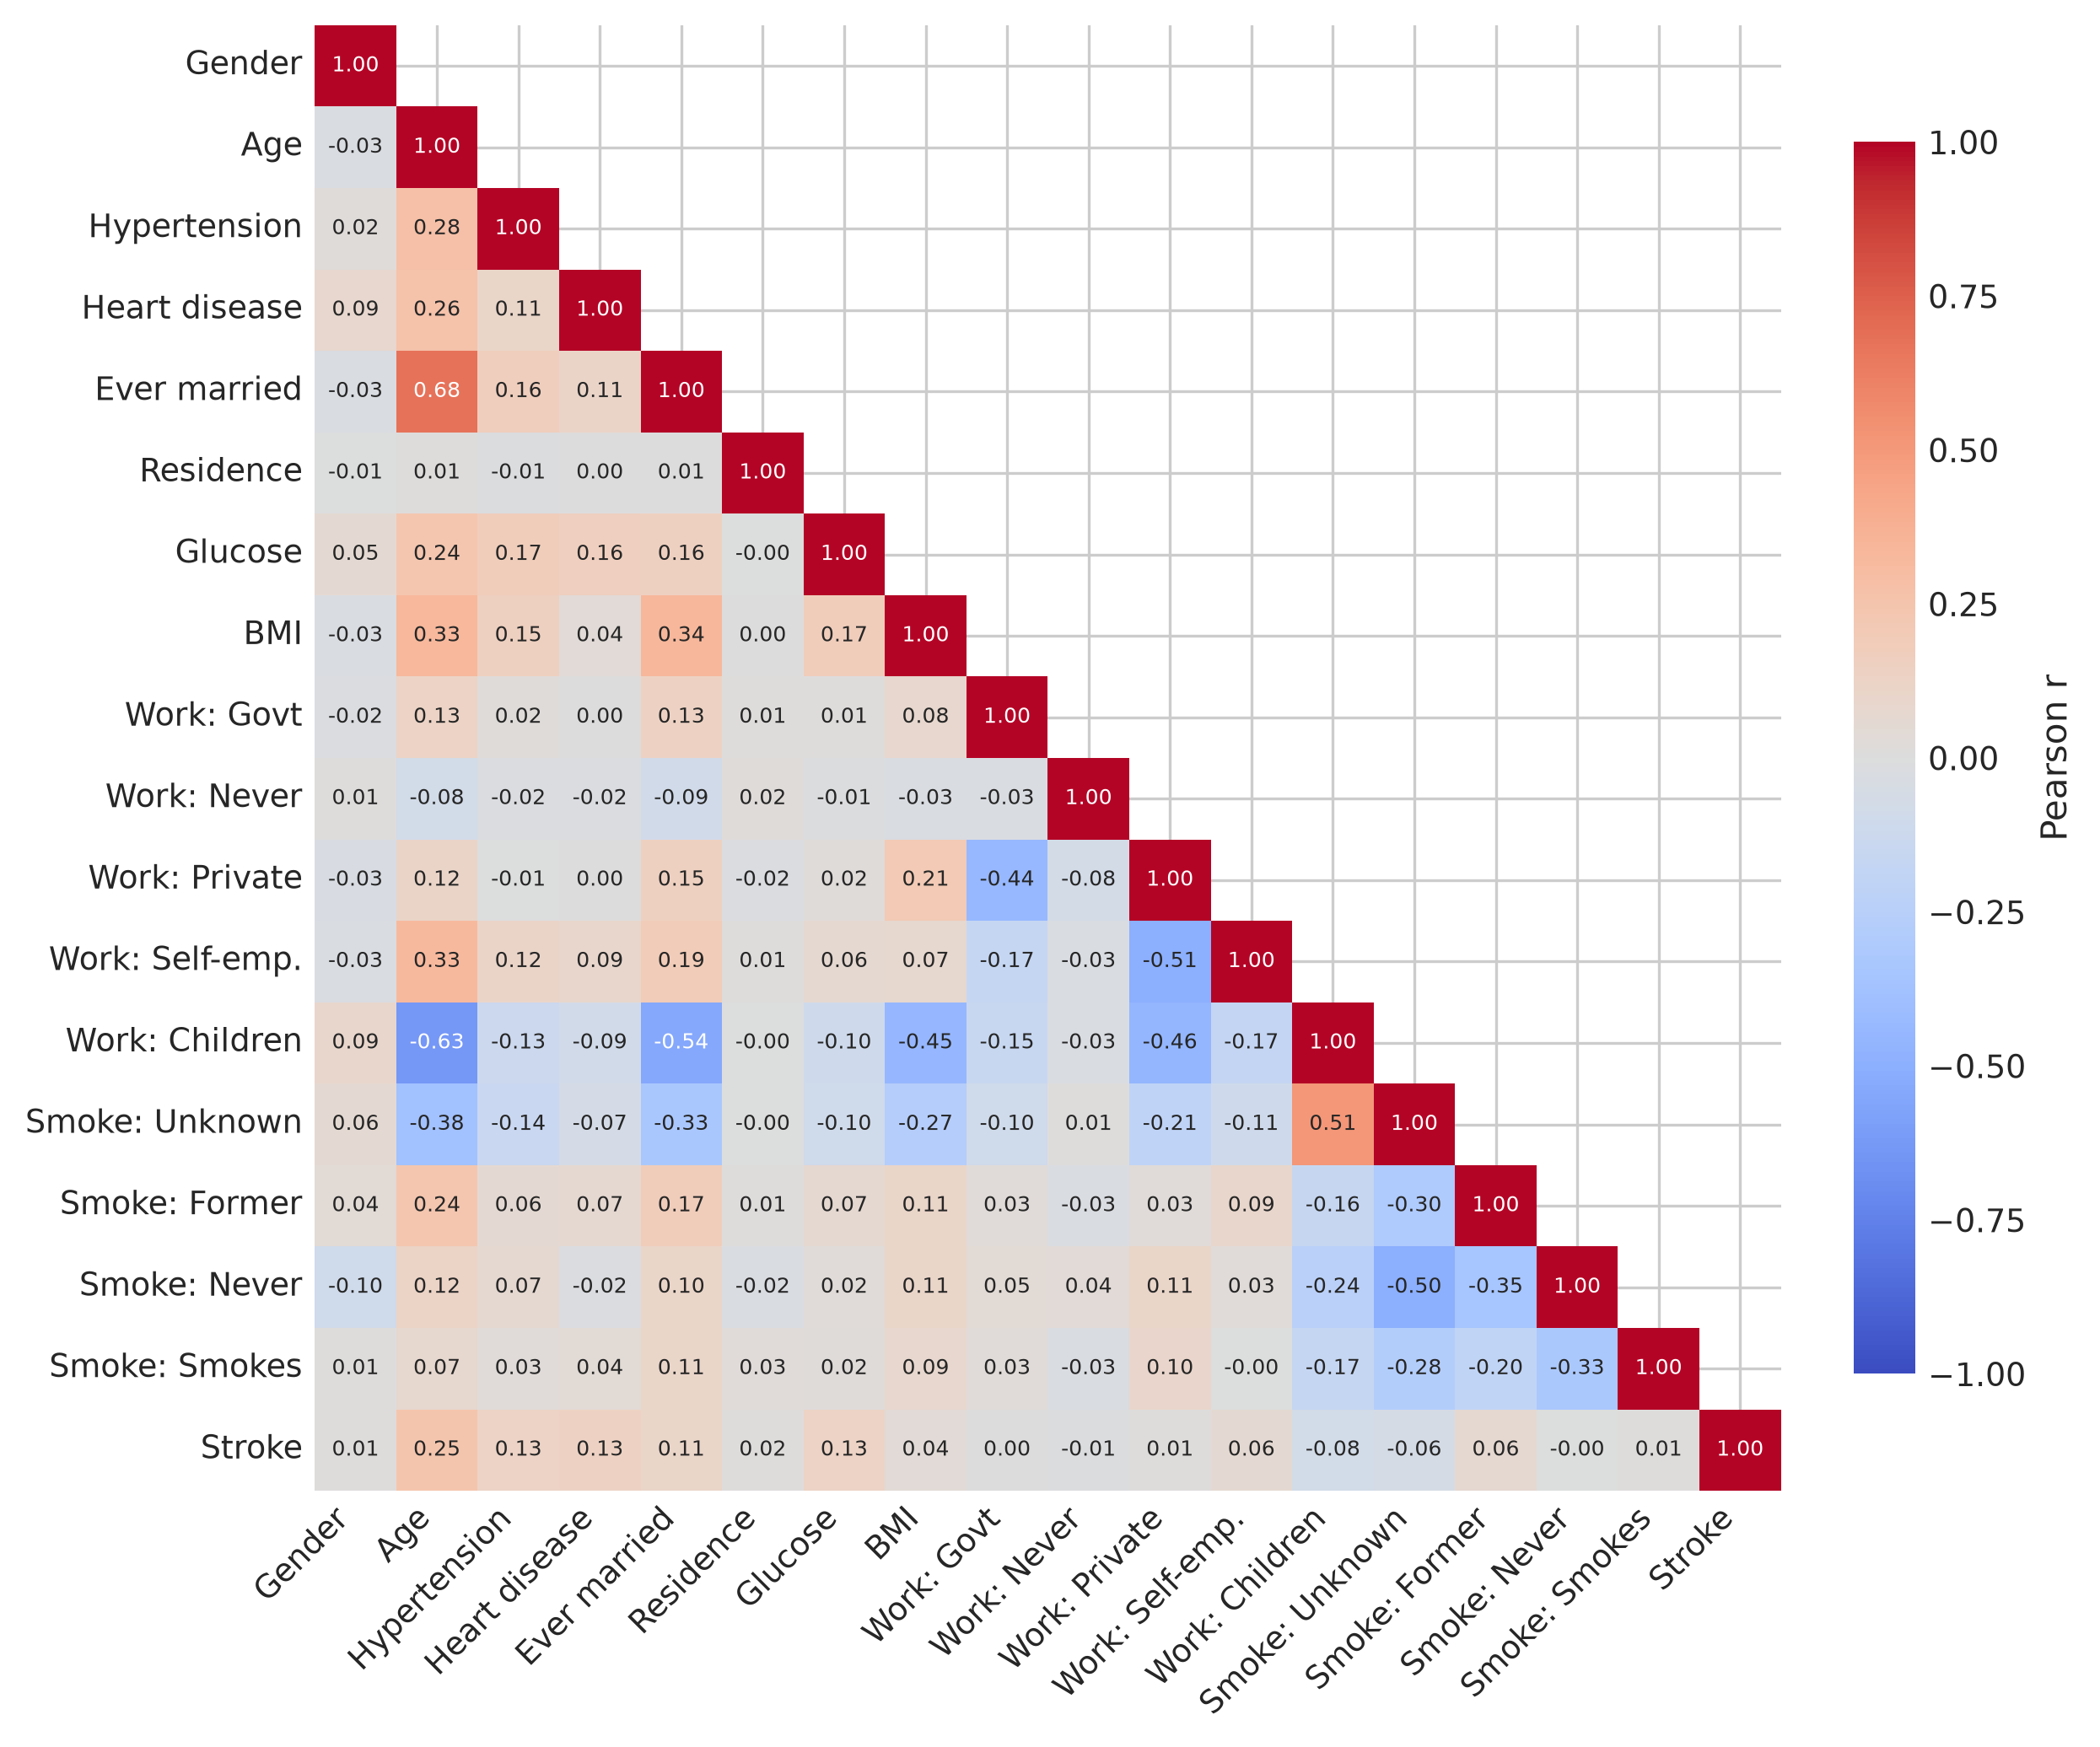 Gender 1.00
Age -0.03 1.00
Hypertension 0.02 0.28 1.00
Heart disease 0.09 0.26 0.11 1.00
Ever married -0.03 0.68 0.16 0.11 1.00
Residence -0.01 0.01 -0.01 0.00 0.01 1.00
Glucose 0.05 0.24 0.17 0.16 0.16 -0.00 1.00
BMI -0.03 0.33 0.15 0.04 0.34 0.00 0.17 1.00
Work: Govt -0.02 0.13 0.02 0.00 0.13 0.01 0.01 0.08 1.00
Work: Never 0.01 -0.08 -0.02 -0.02 -0.09 0.02 -0.01 -0.03 -0.03 1.00
Work: Private -0.03 0.12 -0.01 0.00 0.15 -0.02 0.02 0.21 -0.44 -0.08 1.00
Work: Self-emp. -0.03 0.33 0.12 0.09 0.19 0.01 0.06 0.07 -0.17 -0.03 -0.51 1.00
Work: Children 0.09 -0.63 -0.13 -0.09 -0.54 -0.00 -0.10 -0.45 -0.15 -0.03 -0.46 -0.17 1.00
Smoke: Unknown 0.06 -0.38 -0.14 -0.07 -0.33 -0.00 -0.10 -0.27 -0.10 0.01 -0.21 -0.11 0.51 1.00
Smoke: Former 0.04 0.24 0.06 0.07 0.17 0.01 0.07 0.11 0.03 -0.03 0.03 0.09 -0.16 -0.30 1.00
Smoke: Never -0.10 0.12 0.07 -0.02 0.10 -0.02 0.02 0.11 0.05 0.04 0.11 0.03 -0.24 -0.50 -0.35 1.00
Smoke: Smokes 0.01 0.07 0.03 0.04 0.11 0.03 0.02 0.09 0.03 -0.03 0.10 -0.00 -0.17 -0.28 -0.20 -0.33 1.00
Stroke 0.01 0.25 0.13 0.13 0.11 0.02 0.13 0.04 0.00 -0.01 0.01 0.06 -0.08 -0.06 0.06 -0.00 0.01 1.00
Gender
Age
Hypertension
Heart disease
Ever married
Residence
Glucose
BMI
Work: Govt
Work: Never
Work: Private
Work: Self-emp.
Work: Children
Smoke: Unknown
Smoke: Former
Smoke: Never
Smoke: Smokes
Stroke
1.00
0.75
0.50
0.25
0.00
−0.25
−0.50
−0.75
−1.00
Pearson r